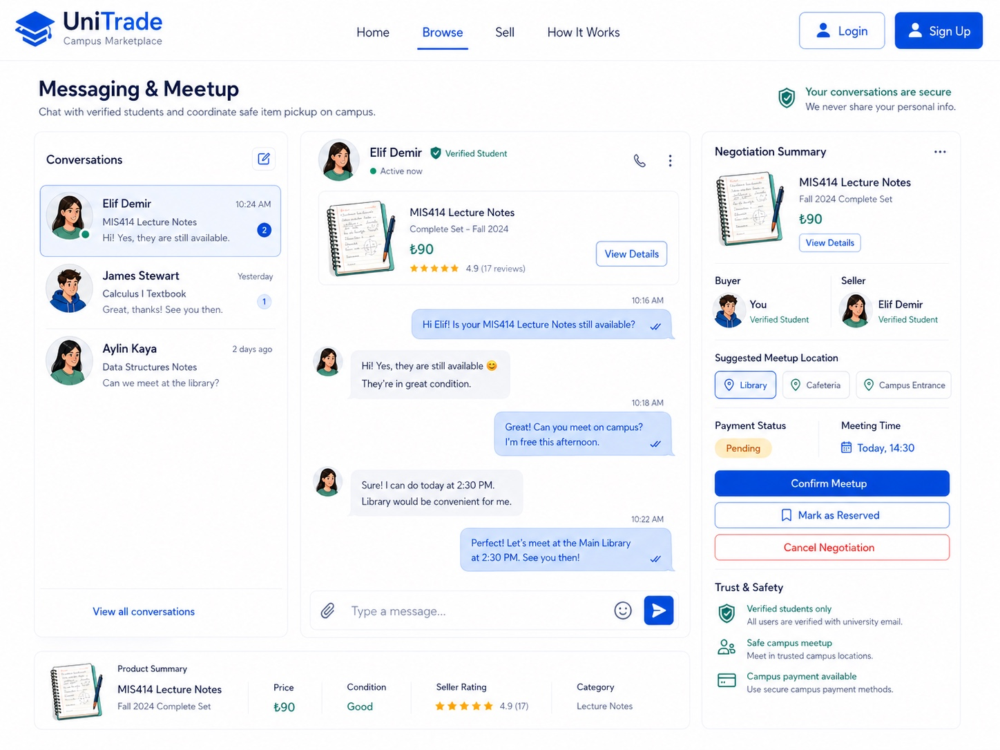 UniTrade
Campus Marketplace
Home
Browse
Sell
How It Works
Login
Sign Up
Messaging & Meetup
Chat with verified students and coordinate safe item pickup on campus.
Your conversations are secure
We never share your personal info.
Conversations
Elif Demir
10:24 AM
MIS414 Lecture Notes
Hi! Yes, they are still available.
2
James Stewart
Yesterday
Calculus I Textbook
Great, thanks! See you then.
1
Aylin Kaya
2 days ago
Data Structures Notes
Can we meet at the library?
View all conversations
Elif Demir
Verified Student
Active now
MIS414 Lecture Notes
Complete Set – Fall 2024
₺90
4.9 (17 reviews)
View Details
10:16 AM
Hi Elif! Is your MIS414 Lecture Notes still available?
Hi! Yes, they are still available 😊
They're in great condition.
10:18 AM
Great! Can you meet on campus?
I'm free this afternoon.
Sure! I can do today at 2:30 PM.
Library would be convenient for me.
10:22 AM
Perfect! Let's meet at the Main Library
at 2:30 PM. See you then!
Type a message...
Negotiation Summary
MIS414 Lecture Notes
Fall 2024 Complete Set
₺90
View Details
Buyer
You
Verified Student
Seller
Elif Demir
Verified Student
Suggested Meetup Location
Library
Cafeteria
Campus Entrance
Payment Status
Pending
Meeting Time
Today, 14:30
Confirm Meetup
Mark as Reserved
Cancel Negotiation
Trust & Safety
Verified students only
All users are verified with university email.
Safe campus meetup
Meet in trusted campus locations.
Campus payment available
Use secure campus payment methods.
Product Summary
MIS414 Lecture Notes
Fall 2024 Complete Set
Price
₺90
Condition
Good
Seller Rating
4.9 (17)
Category
Lecture Notes